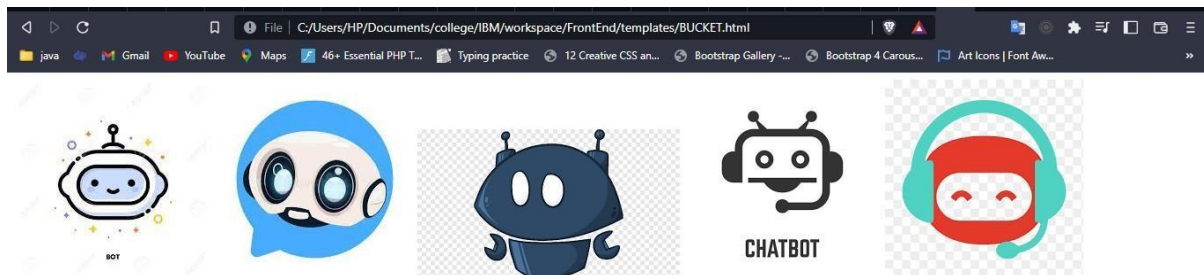 File | C:/Users/HP/Documents/college/IBM/workspace/FrontEnd/templates/BUCKET.html
java Gmail YouTube Maps 46+ Essential PHP T... Typing practice 12 Creative CSS an... Bootstrap Gallery -... Bootstrap 4 Carous... Art Icons | Font Aw... »
BOT
CHATBOT